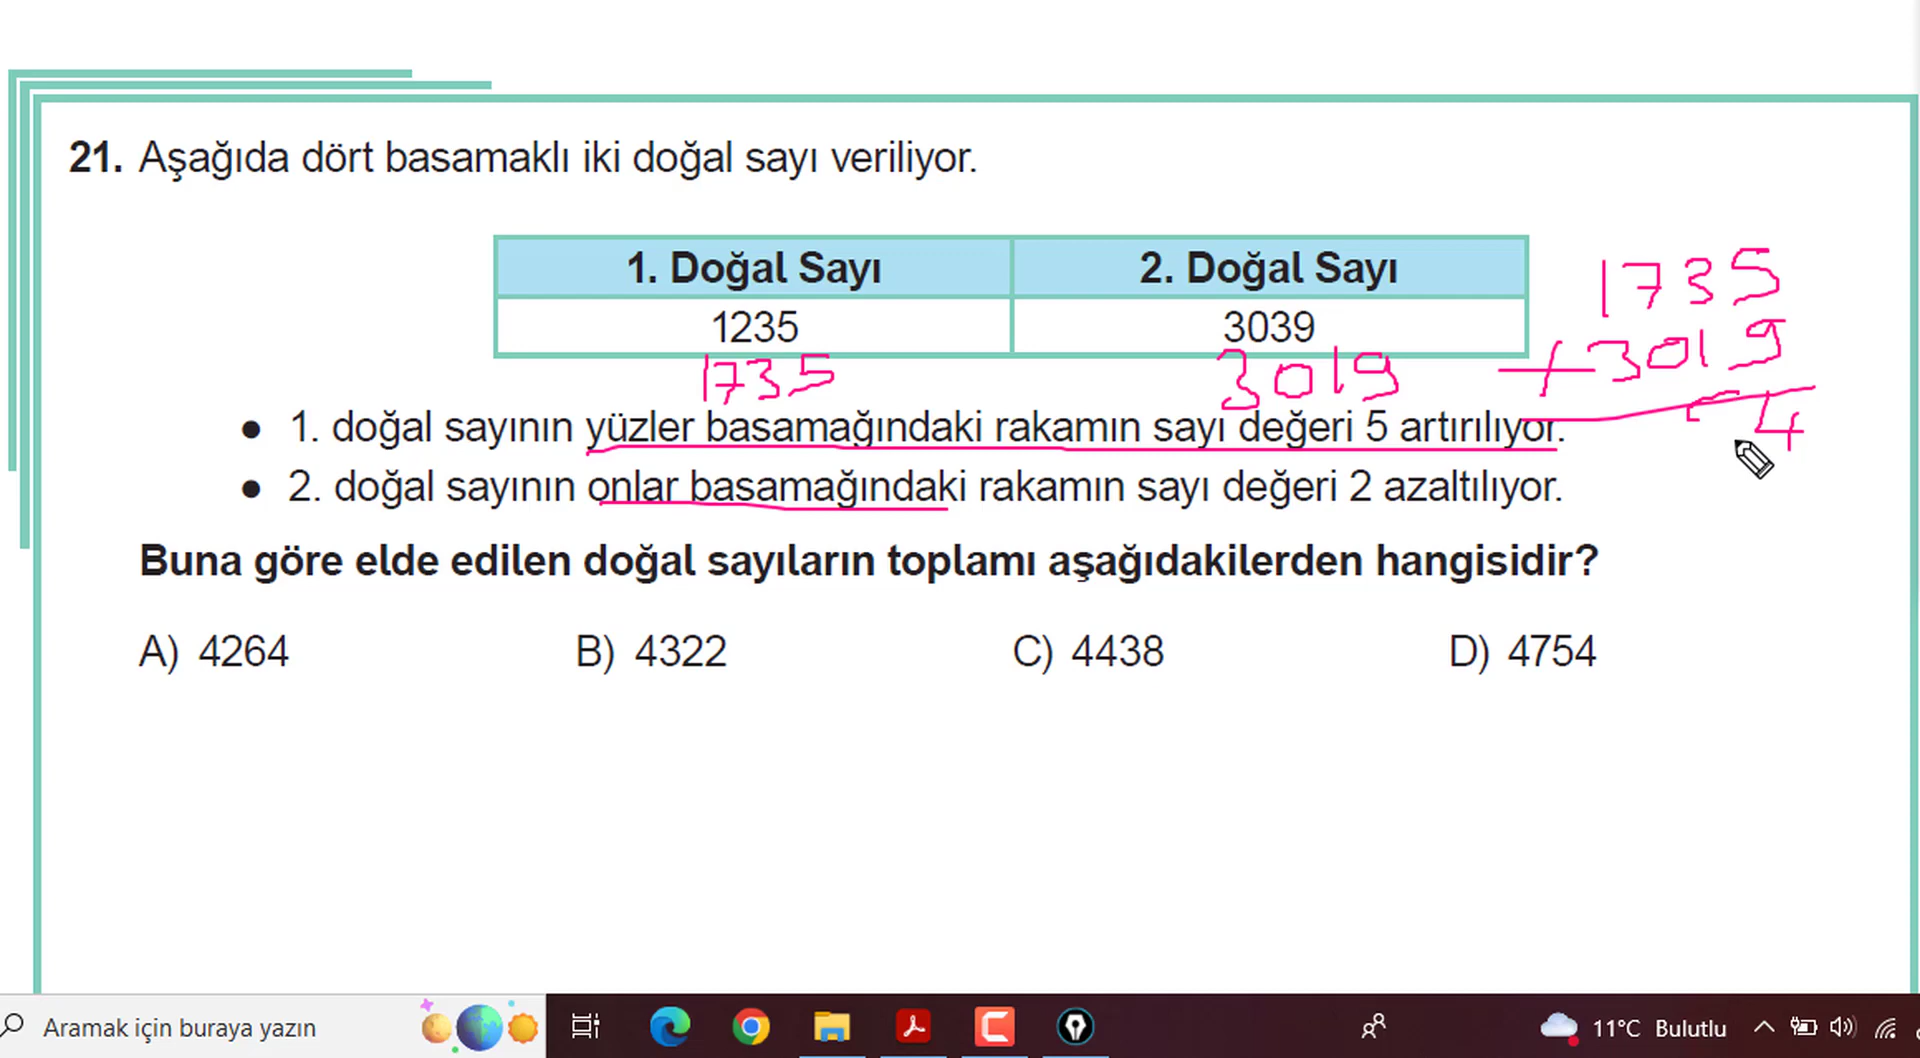 21. Aşağıda dört basamaklı iki doğal sayı veriliyor.
1. Doğal Sayı 2. Doğal Sayı
1235 3039
1735 3019
1735
+3019
4
● 1. doğal sayının yüzler basamağındaki rakamın sayı değeri 5 artırılıyor.
● 2. doğal sayının onlar basamağındaki rakamın sayı değeri 2 azaltılıyor.
Buna göre elde edilen doğal sayıların toplamı aşağıdakilerden hangisidir?
A) 4264 B) 4322 C) 4438 D) 4754
Aramak için buraya yazın 11°C Bulutlu